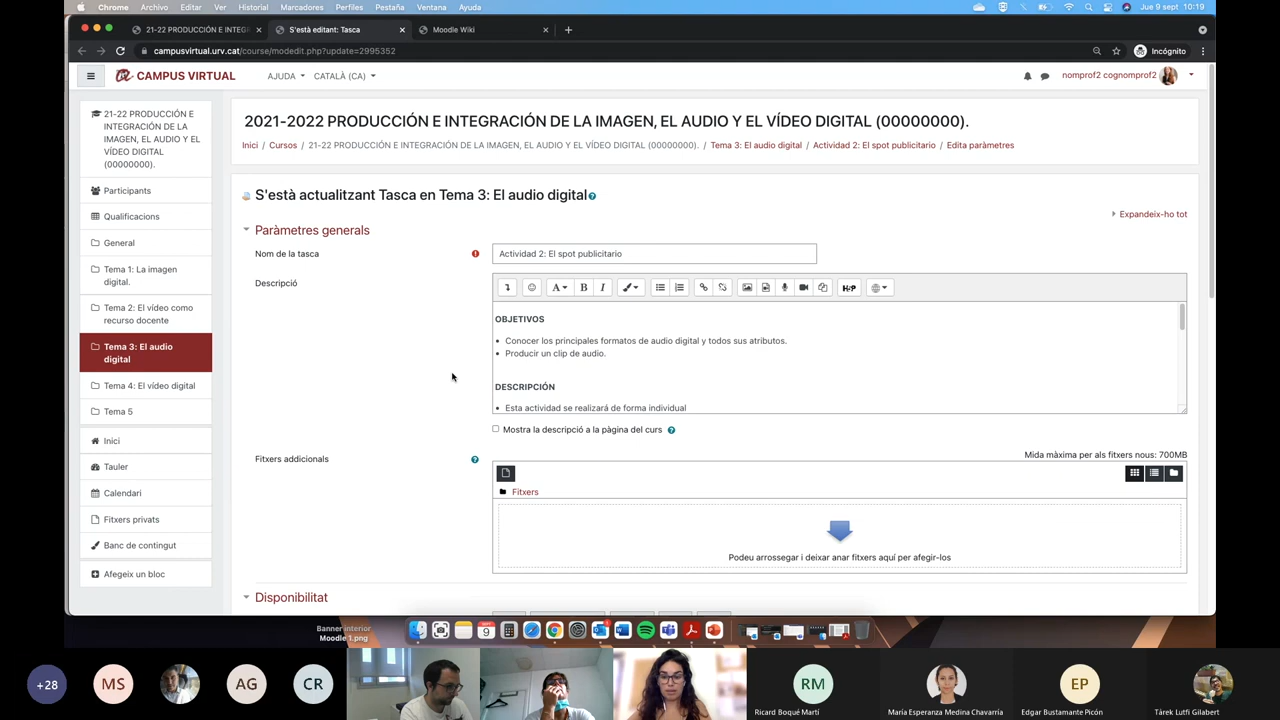 Chrome Archivo Editar Ver Historial Marcadores Perfiles Pestaña Ventana Ayuda
Jue 9 sept 10:19
21-22 PRODUCCIÓN E INTEGR
S'està editant: Tasca
Moodle Wiki
campusvirtual.urv.cat/course/modedit.php?update=2995352
Incógnito
CAMPUS VIRTUAL
AJUDA
CATALÀ (CA)
nomprof2 cognomprof2
21-22 PRODUCCIÓN E
INTEGRACIÓN DE LA
IMAGEN, EL AUDIO Y EL
VÍDEO DIGITAL
(00000000).
Participants
Qualificacions
General
Tema 1: La imagen
digital.
Tema 2: El vídeo como
recurso docente
Tema 3: El audio
digital
Tema 4: El vídeo digital
Tema 5
Inici
Tauler
Calendari
Fitxers privats
Banc de contingut
Afegeix un bloc
2021-2022 PRODUCCIÓN E INTEGRACIÓN DE LA IMAGEN, EL AUDIO Y EL VÍDEO DIGITAL (00000000).
Inici / Cursos / 21-22 PRODUCCIÓN E INTEGRACIÓN DE LA IMAGEN, EL AUDIO Y EL VÍDEO DIGITAL (00000000). / Tema 3: El audio digital / Actividad 2: El spot publicitario / Edita paràmetres
S'està actualitzant Tasca en Tema 3: El audio digital
Expandeix-ho tot
Paràmetres generals
Nom de la tasca
Actividad 2: El spot publicitario
Descripció
A B I
H-P
OBJETIVOS
Conocer los principales formatos de audio digital y todos sus atributos.
Producir un clip de audio.
DESCRIPCIÓN
Esta actividad se realizará de forma individual
Mostra la descripció a la pàgina del curs
Fitxers addicionals
Mida màxima per als fitxers nous: 700MB
Fitxers
Podeu arrossegar i deixar anar fitxers aquí per afegir-los
Disponibilitat
Banner interior
Moodle 1.png
+28
MS
AG
CR
RM
EP
Ricard Boqué Martí
María Esperanza Medina Chavarría
Edgar Bustamante Picón
Tárek Lutfi Gilabert